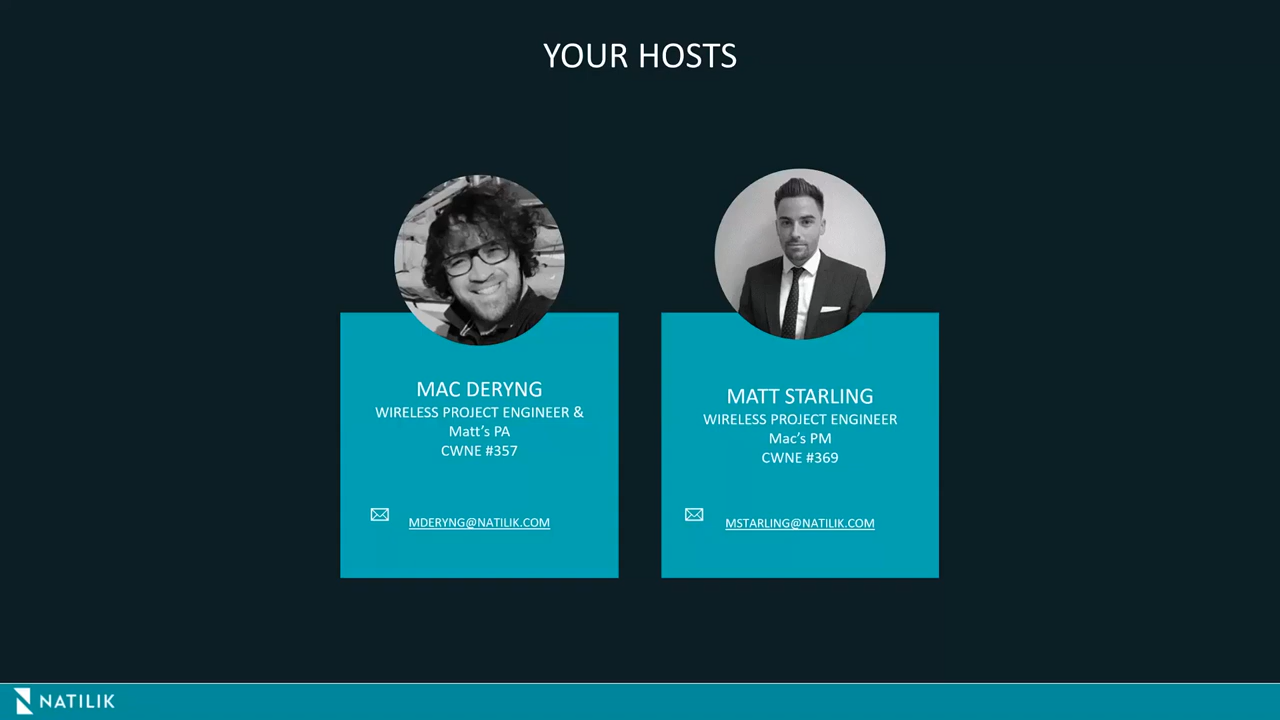 YOUR HOSTS
MAC DERYNG
WIRELESS PROJECT ENGINEER &
Matt's PA
CWNE #357
MDERYNG@NATILIK.COM
MATT STARLING
WIRELESS PROJECT ENGINEER
Mac's PM
CWNE #369
MSTARLING@NATILIK.COM
NATILIK